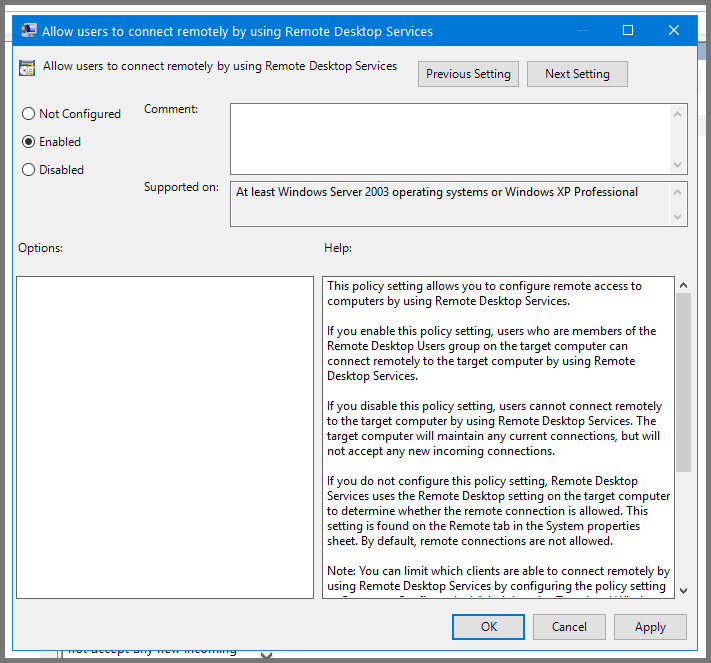 Allow users to connect remotely by using Remote Desktop Services
Allow users to connect remotely by using Remote Desktop Services
Previous Setting
Next Setting
Not Configured
Comment:
Enabled
Disabled
Supported on:
At least Windows Server 2003 operating systems or Windows XP Professional
Options:
Help:
This policy setting allows you to configure remote access to
computers by using Remote Desktop Services.
If you enable this policy setting, users who are members of the
Remote Desktop Users group on the target computer can
connect remotely to the target computer by using Remote
Desktop Services.
If you disable this policy setting, users cannot connect remotely
to the target computer by using Remote Desktop Services. The
target computer will maintain any current connections, but will
not accept any new incoming connections.
If you do not configure this policy setting, Remote Desktop
Services uses the Remote Desktop setting on the target computer
to determine whether the remote connection is allowed. This
setting is found on the Remote tab in the System properties
sheet. By default, remote connections are not allowed.
Note: You can limit which clients are able to connect remotely by
using Remote Desktop Services by configuring the policy setting
OK
Cancel
Apply
not accept any new incoming